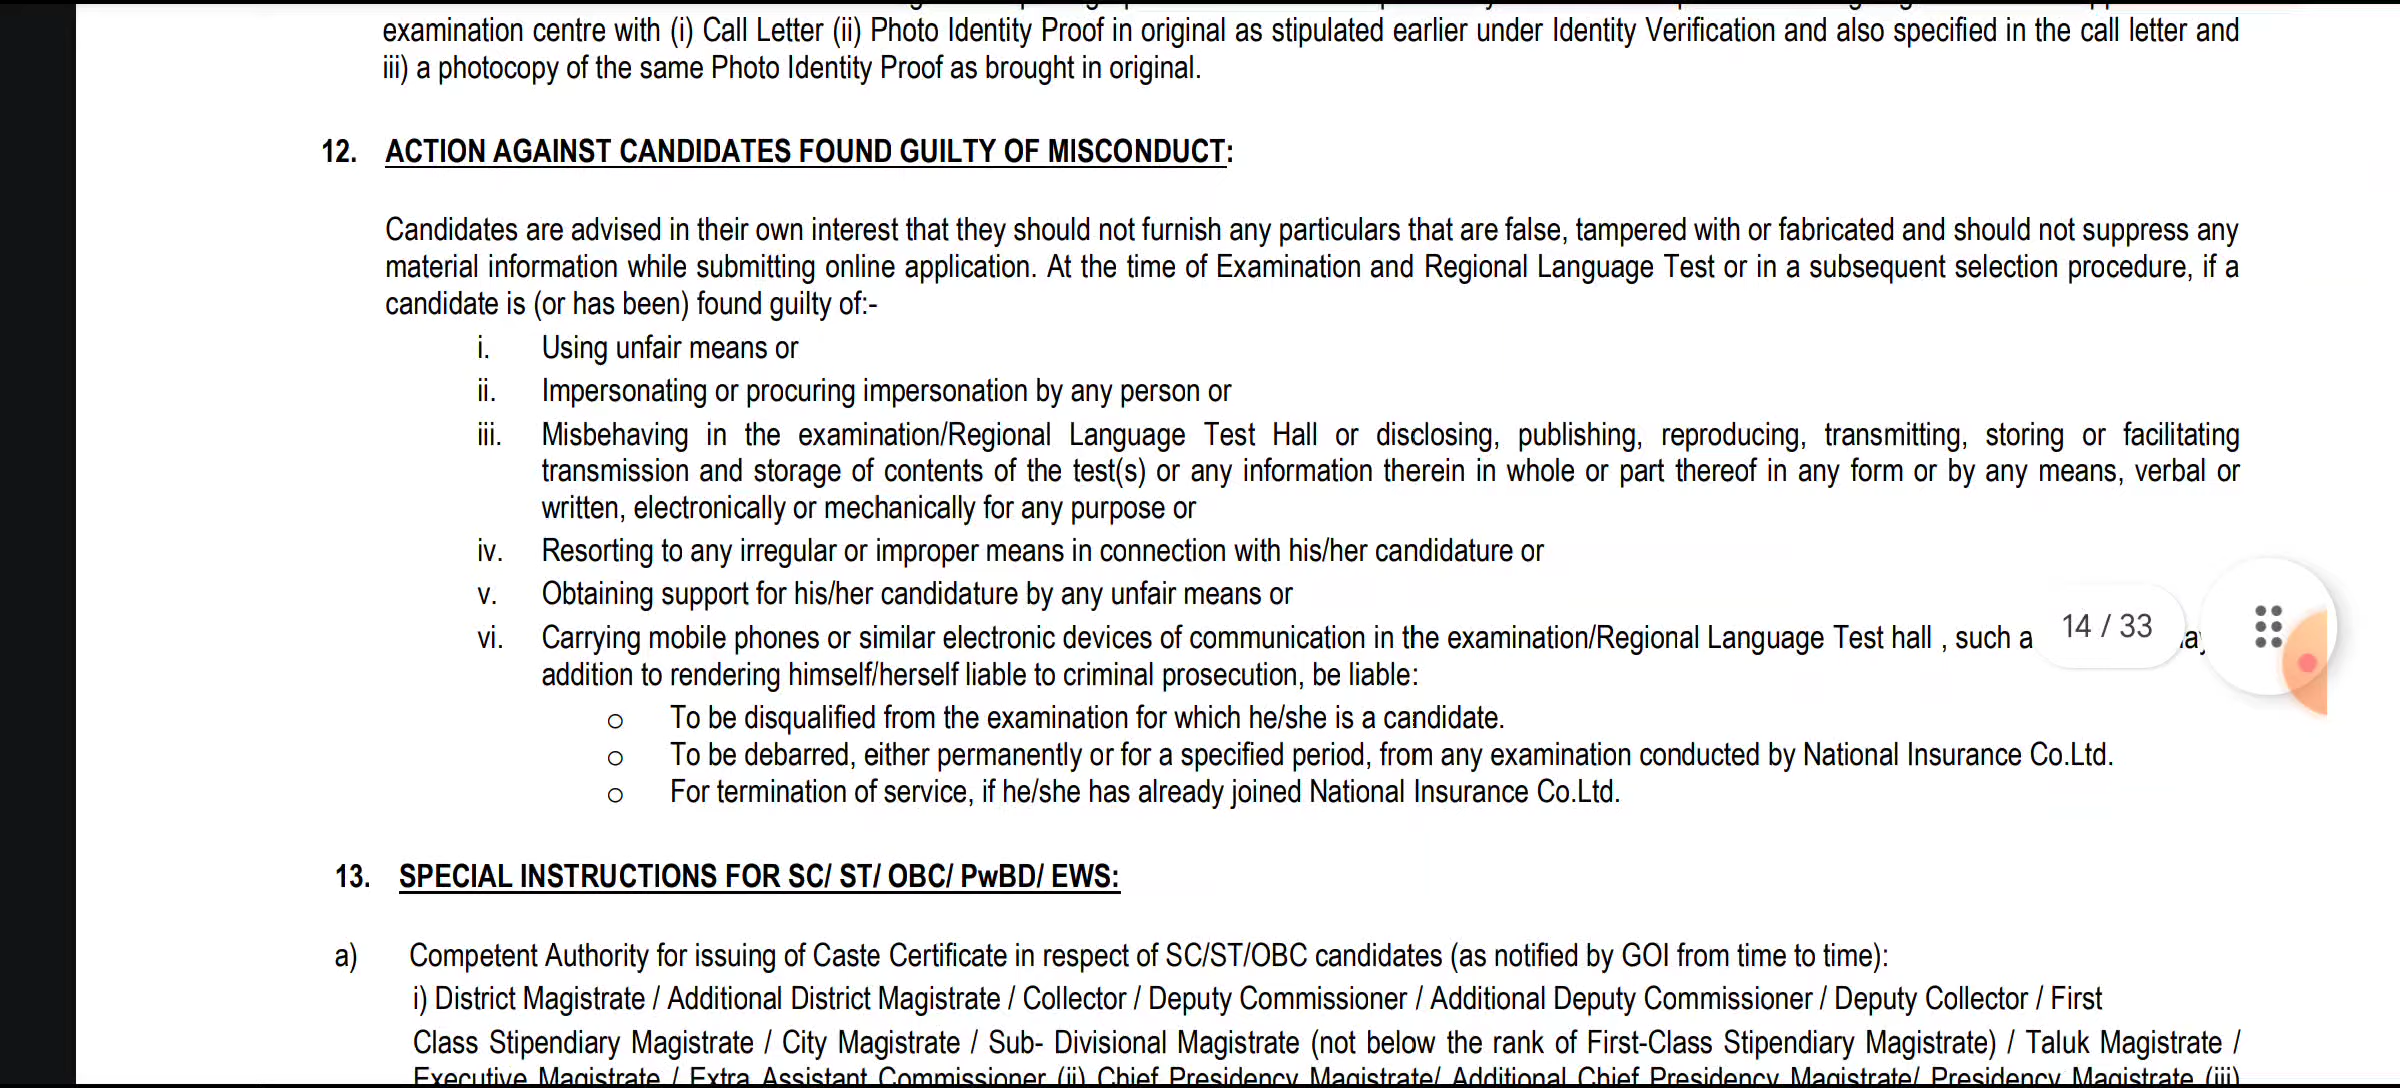 examination centre with (i) Call Letter (ii) Photo Identity Proof in original as stipulated earlier under Identity Verification and also specified in the call letter and
iii) a photocopy of the same Photo Identity Proof as brought in original.
12. ACTION AGAINST CANDIDATES FOUND GUILTY OF MISCONDUCT:
Candidates are advised in their own interest that they should not furnish any particulars that are false, tampered with or fabricated and should not suppress any
material information while submitting online application. At the time of Examination and Regional Language Test or in a subsequent selection procedure, if a
candidate is (or has been) found guilty of:-
i. Using unfair means or
ii. Impersonating or procuring impersonation by any person or
iii. Misbehaving in the examination/Regional Language Test Hall or disclosing, publishing, reproducing, transmitting, storing or facilitating
transmission and storage of contents of the test(s) or any information therein in whole or part thereof in any form or by any means, verbal or
written, electronically or mechanically for any purpose or
iv. Resorting to any irregular or improper means in connection with his/her candidature or
v. Obtaining support for his/her candidature by any unfair means or
vi. Carrying mobile phones or similar electronic devices of communication in the examination/Regional Language Test hall , such a
14 / 33
addition to rendering himself/herself liable to criminal prosecution, be liable:
o To be disqualified from the examination for which he/she is a candidate.
o To be debarred, either permanently or for a specified period, from any examination conducted by National Insurance Co.Ltd.
o For termination of service, if he/she has already joined National Insurance Co.Ltd.
13. SPECIAL INSTRUCTIONS FOR SC/ ST/ OBC/ PwBD/ EWS:
a) Competent Authority for issuing of Caste Certificate in respect of SC/ST/OBC candidates (as notified by GOI from time to time):
i) District Magistrate / Additional District Magistrate / Collector / Deputy Commissioner / Additional Deputy Commissioner / Deputy Collector / First
Class Stipendiary Magistrate / City Magistrate / Sub- Divisional Magistrate (not below the rank of First-Class Stipendiary Magistrate) / Taluk Magistrate /
Executive Magistrate / Extra Assistant Commissioner (ii) Chief Presidency Magistrate/ Additional Chief Presidency Magistrate/ Presidency Magistrate (iii)